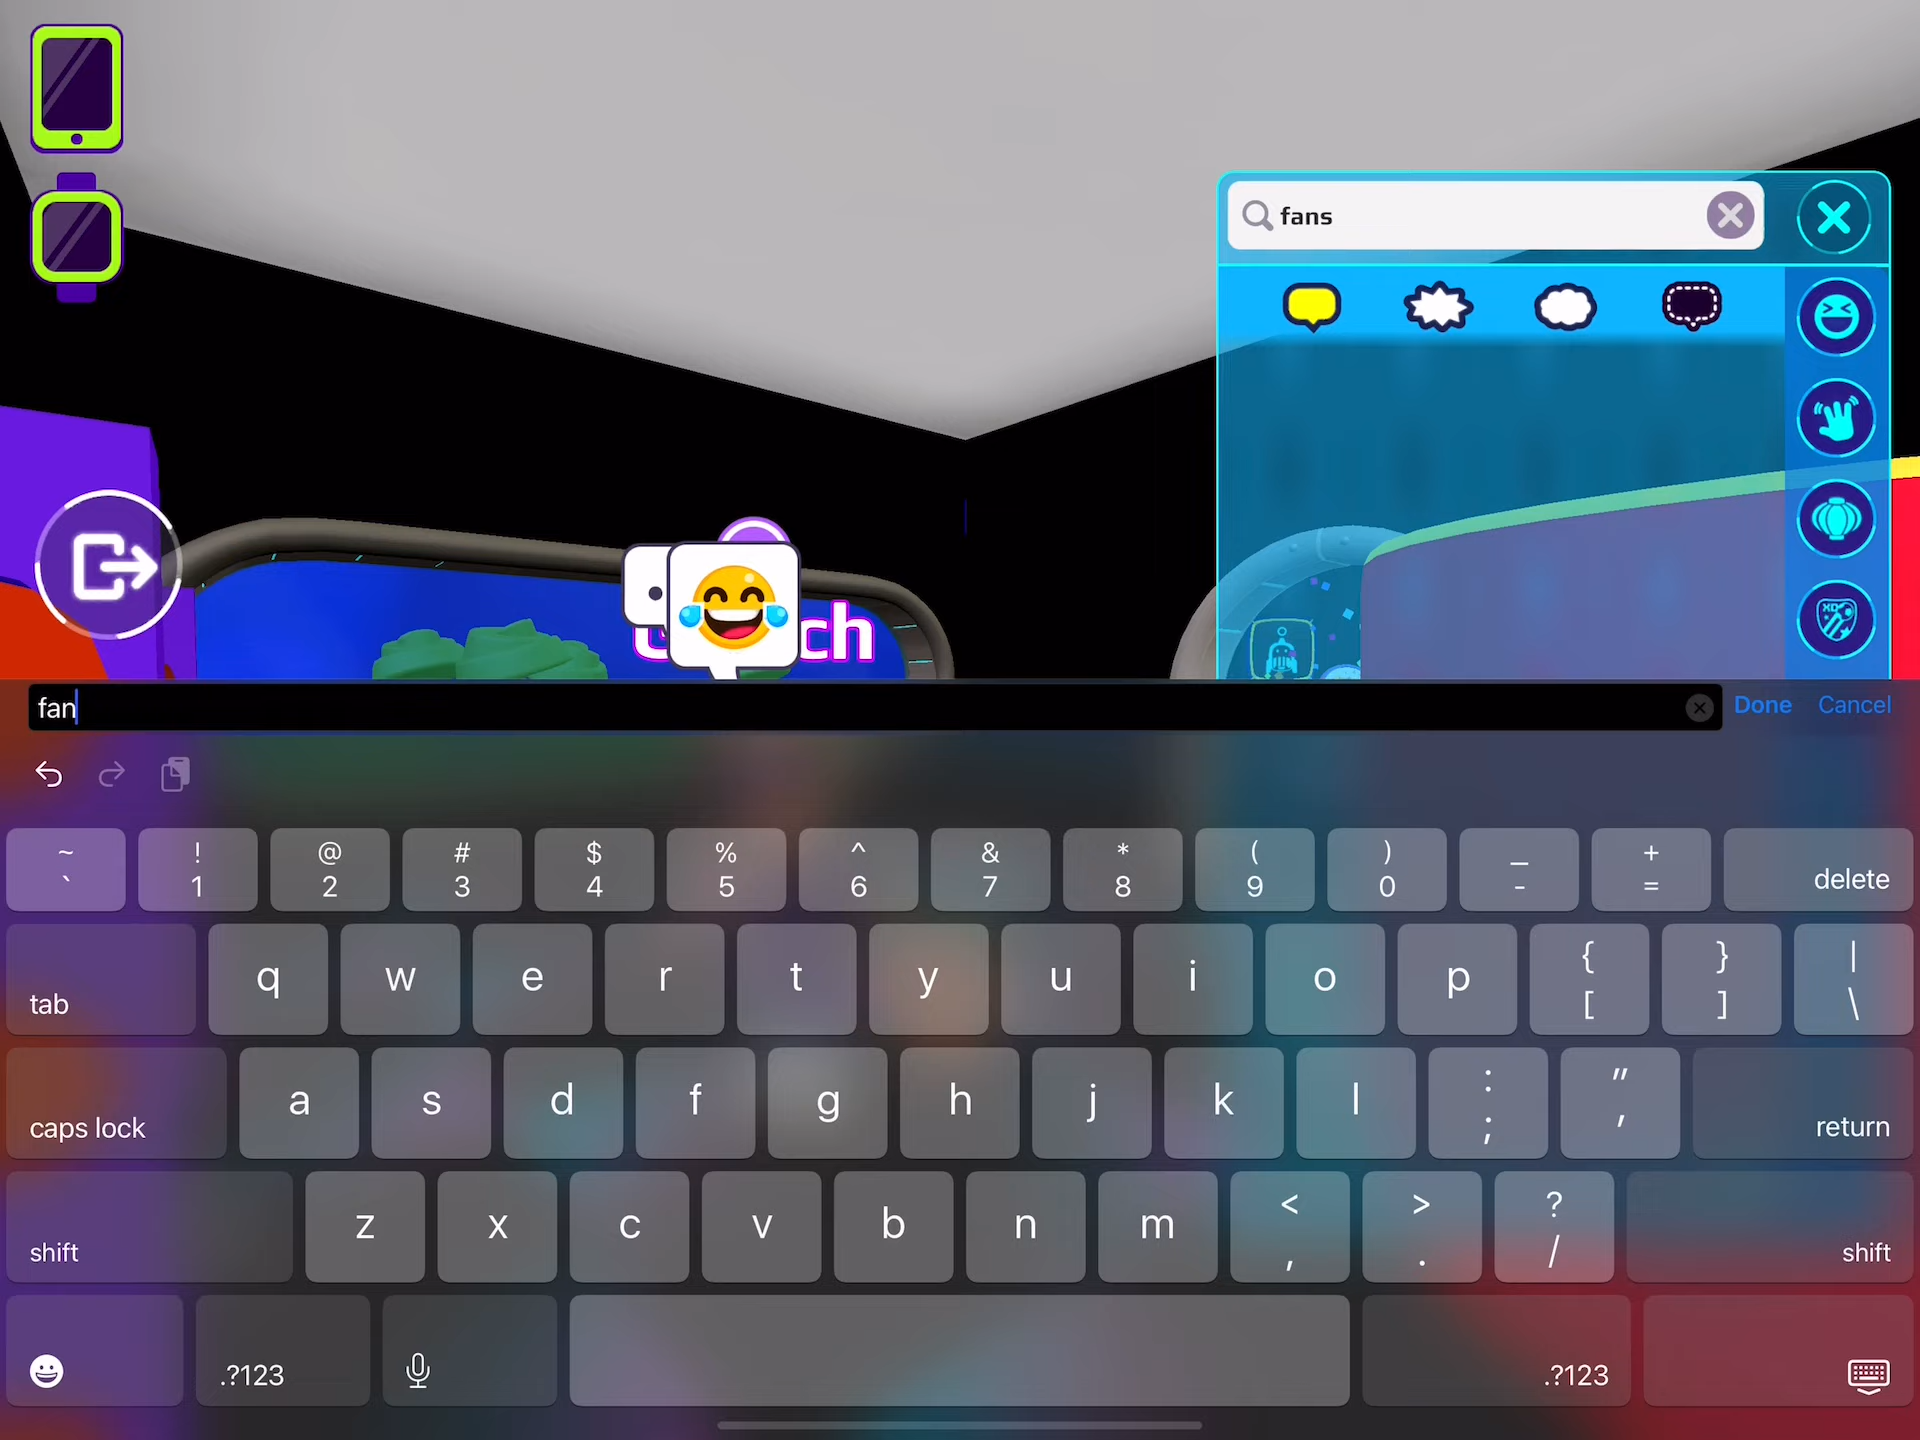 fans
ch
fan
Done Cancel
~ ! @ # $ % ^ & * ( ) _ +
` 1 2 3 4 5 6 7 8 9 0 - = delete
tab q w e r t y u i o p { [ } ] | \
caps lock a s d f g h j k l : ; " ' return
shift z x c v b n m < , > . ? / shift
.?123 .?123